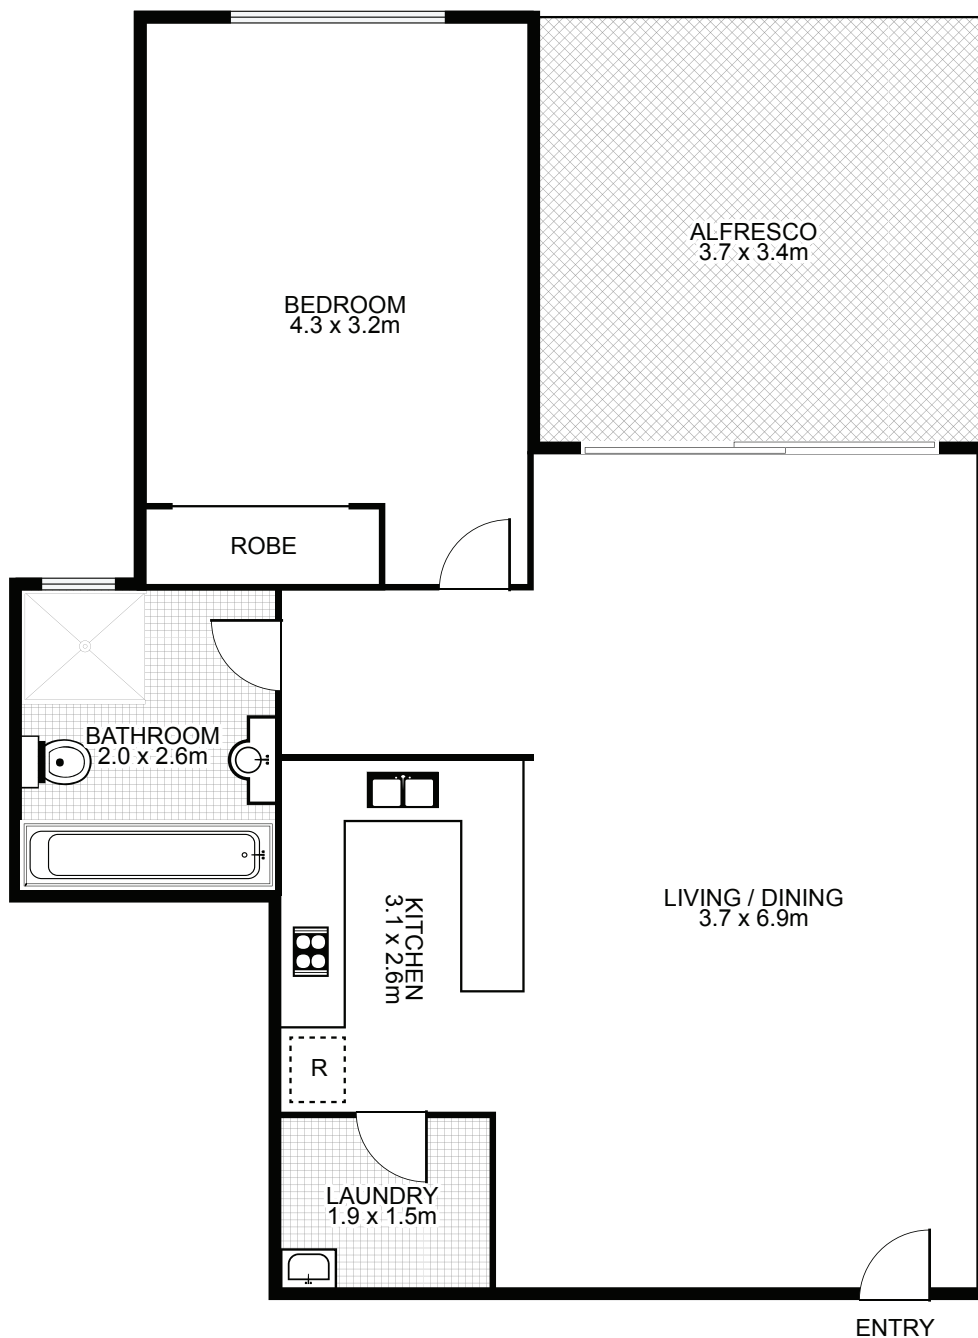 ALFRESCO
3.7 x 3.4m
BEDROOM
4.3 x 3.2m
ROBE
BATHROOM
2.0 x 2.6m
KITCHEN
3.1 x 2.6m
LIVING / DINING
3.7 x 6.9m
R
LAUNDRY
1.9 x 1.5m
ENTRY